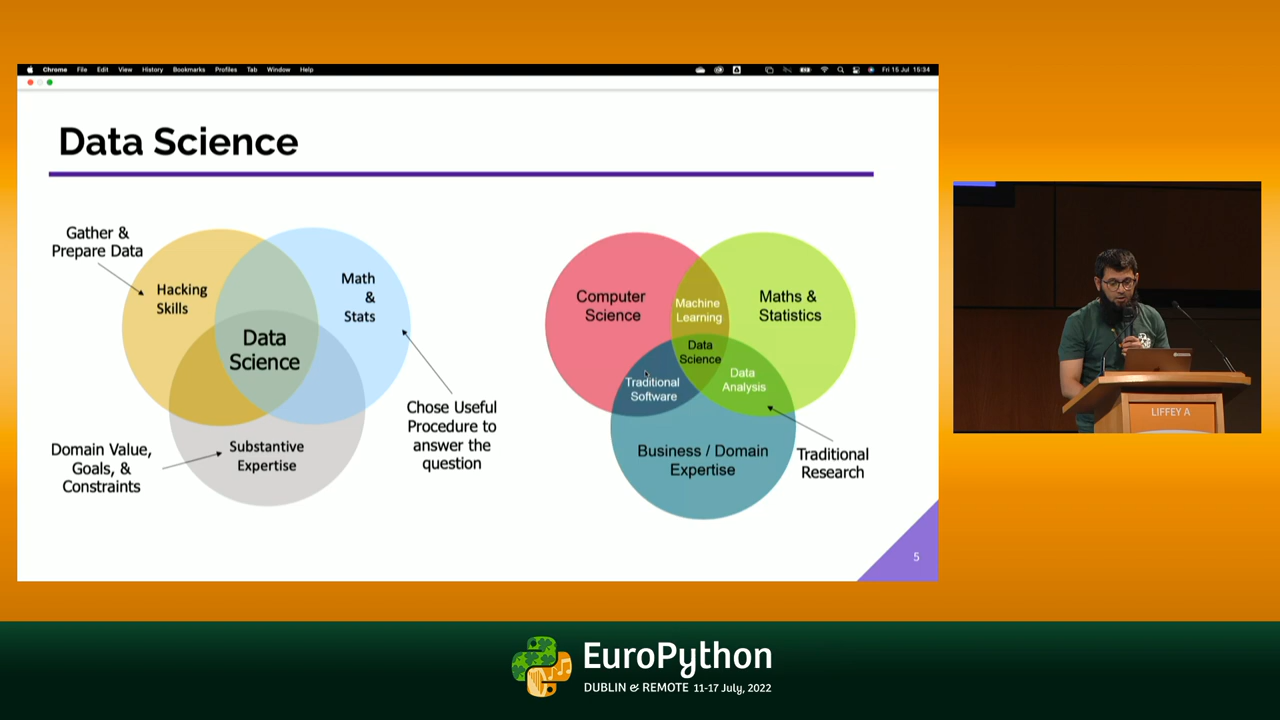 Chrome File Edit View History Bookmarks Profiles Tab Window Help
Fri 15 Jul 15:34
Data Science
Gather &
Prepare Data
Hacking
Skills
Math
&
Stats
Data
Science
Chose Useful
Procedure to
answer the
question
Domain Value,
Goals, &
Constraints
Substantive
Expertise
Computer
Science
Machine
Learning
Maths &
Statistics
Data
Science
Traditional
Software
Data
Analysis
Business / Domain
Expertise
Traditional
Research
5
LIFFEY A
EuroPython
DUBLIN & REMOTE 11-17 July, 2022